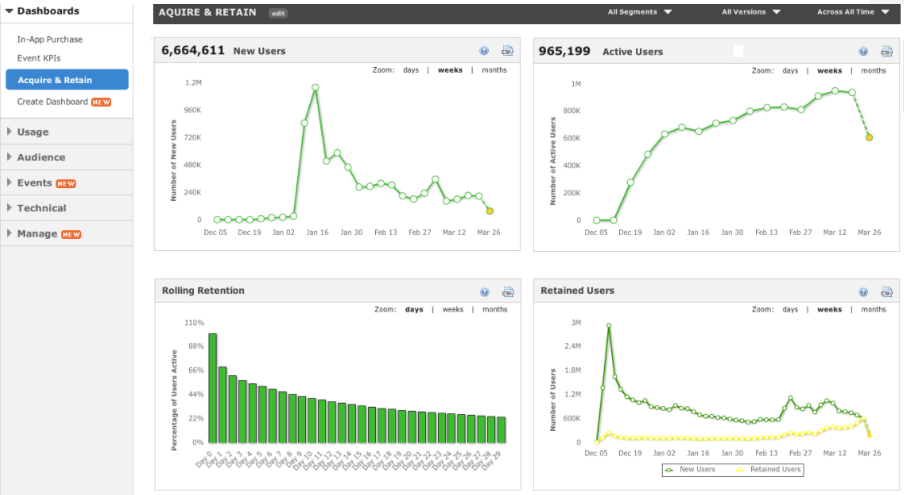 Dashboards
In-App Purchase
Event KPIs
Acquire & Retain
Create Dashboard NEW
Usage
Audience
Events NEW
Technical
Manage NEW
AQUIRE & RETAIN edit
All Segments
All Versions
Across All Time
6,664,611 New Users
CSV
Zoom: days | weeks | months
Number of New Users
1.2M
960K
720K
480K
240K
0
Dec 05 Dec 19 Jan 02 Jan 16 Jan 30 Feb 13 Feb 27 Mar 12 Mar 26
965,199 Active Users
CSV
Zoom: days | weeks | months
Number of Active Users
1M
800K
600K
400K
200K
0
Dec 05 Dec 19 Jan 02 Jan 16 Jan 30 Feb 13 Feb 27 Mar 12 Mar 26
Rolling Retention
CSV
Zoom: days | weeks | months
Percentage of Users Active
110%
88%
66%
44%
22%
0%
Day 0 Day 1 Day 2 Day 3 Day 4 Day 5 Day 6 Day 7 Day 8 Day 9 Day 10 Day 11 Day 12 Day 13 Day 14 Day 15 Day 16 Day 17 Day 18 Day 19 Day 20 Day 21 Day 22 Day 23 Day 24 Day 25 Day 26 Day 27 Day 28 Day 29
Retained Users
CSV
Zoom: days | weeks | months
Number of Users
3M
2.4M
1.8M
1.2M
600K
0
Dec 05 Dec 19 Jan 02 Jan 16 Jan 30 Feb 13 Feb 27 Mar 12 Mar 26
New Users Retained Users